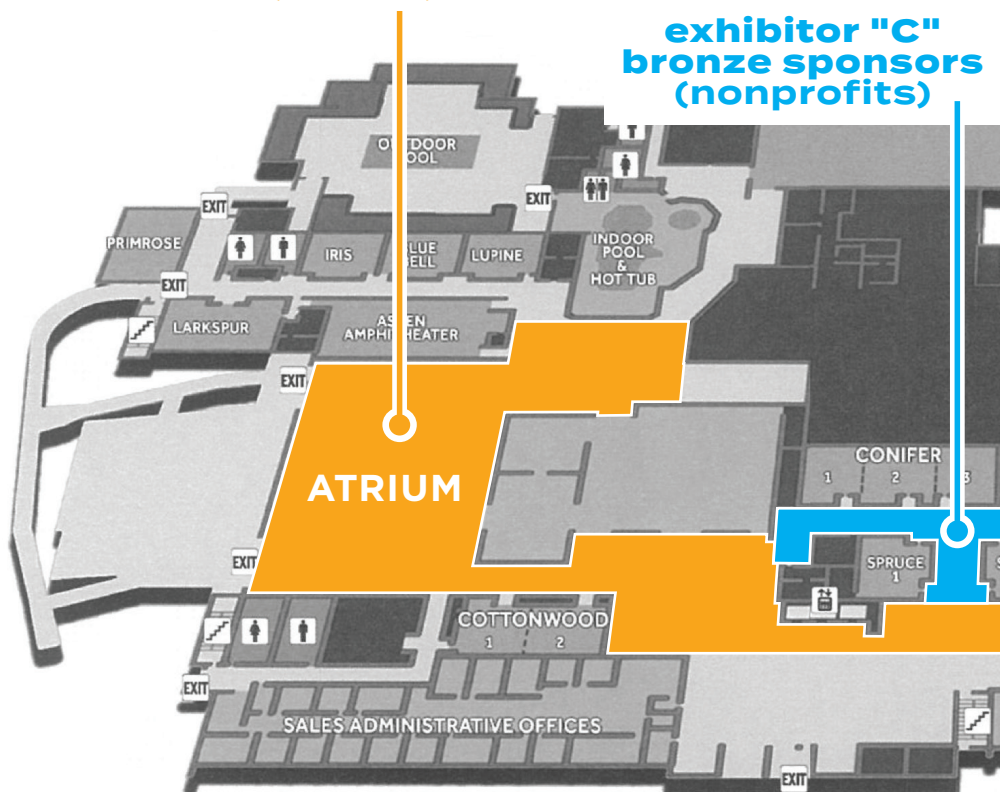 exhibitor "C"
bronze sponsors
(nonprofits)
OUTDOOR
POOL
EXIT
EXIT
PRIMROSE
IRIS
BLUE
BELL
LUPINE
INDOOR
POOL
&
HOT TUB
EXIT
LARKSPUR
ASPEN
AMPHITHEATER
EXIT
ATRIUM
CONIFER
1
2
3
EXIT
SPRUCE
1
S
COTTONWOOD
1
2
EXIT
SALES ADMINISTRATIVE OFFICES
EXIT